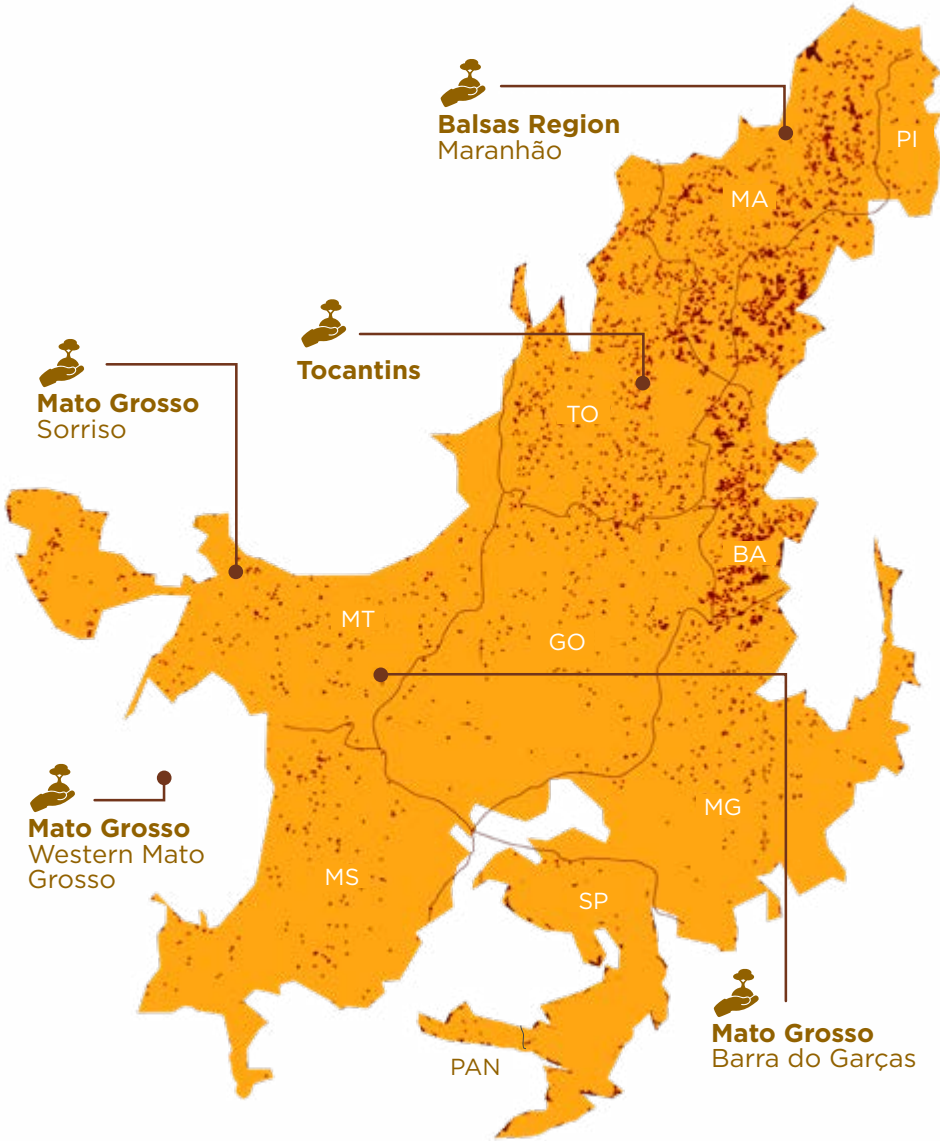 Balsas Region
Maranhão
PI
MA
Tocantins
Mato Grosso
Sorriso
TO
BA
MT
GO
Mato Grosso
Western Mato
Grosso
MG
MS
SP
Mato Grosso
Barra do Garças
PAN